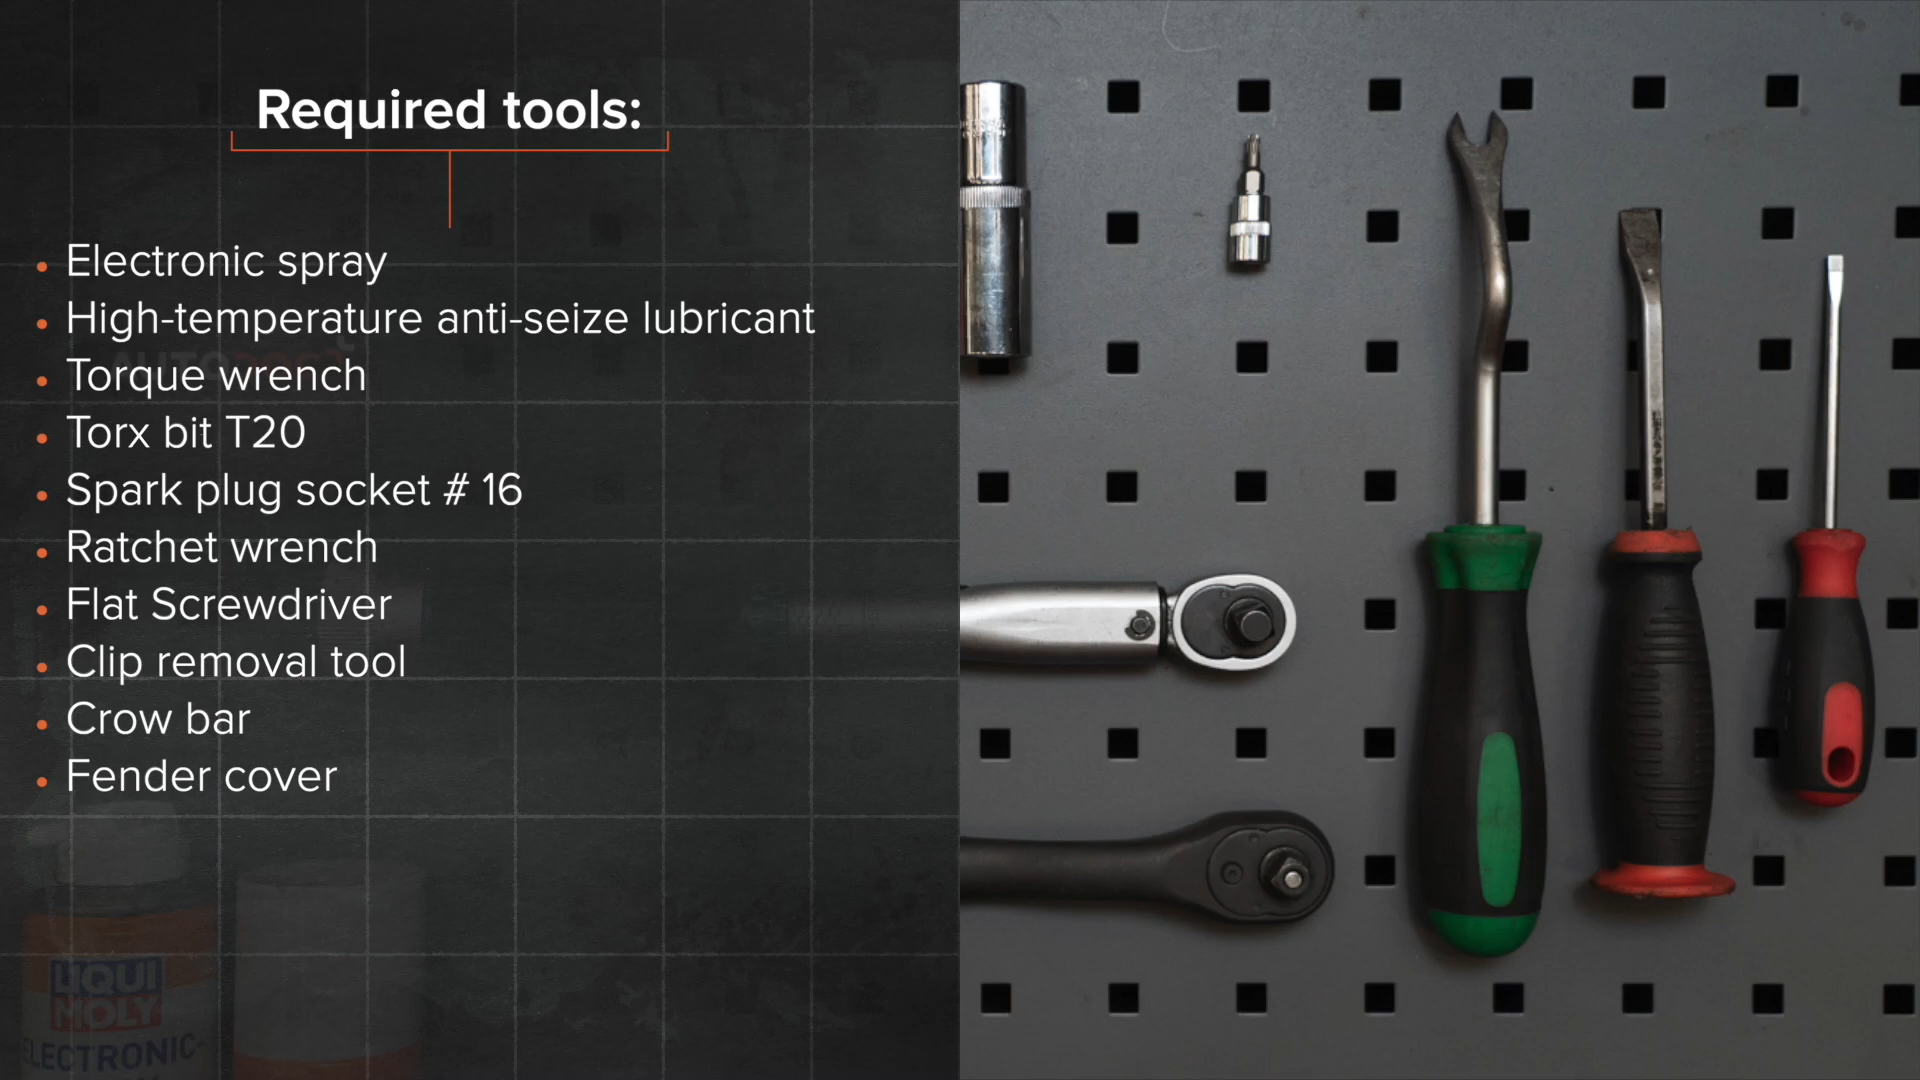 Required tools:
Electronic spray
High-temperature anti-seize lubricant
Torque wrench
Torx bit T20
Spark plug socket # 16
Ratchet wrench
Flat Screwdriver
Clip removal tool
Crow bar
Fender cover
LIQUI
MOLY
ELECTRONIC-